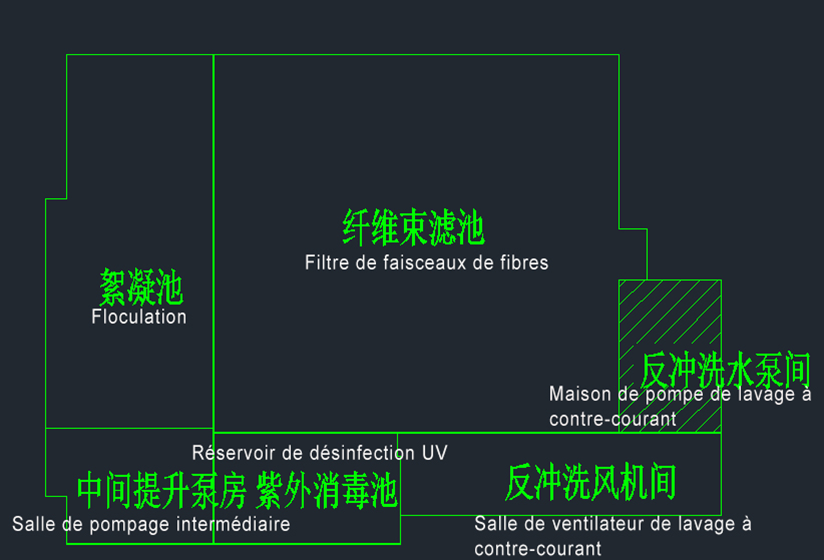 纤维束滤池
Filtre de faisceaux de fibres
絮凝池
Floculation
反冲洗水泵间
Maison de pompe de lavage à
contre-courant
Réservoir de désinfection UV
中间提升泵房 紫外消毒池
Salle de pompage intermédiaire
反冲洗风机间
Salle de ventilateur de lavage à
contre-courant